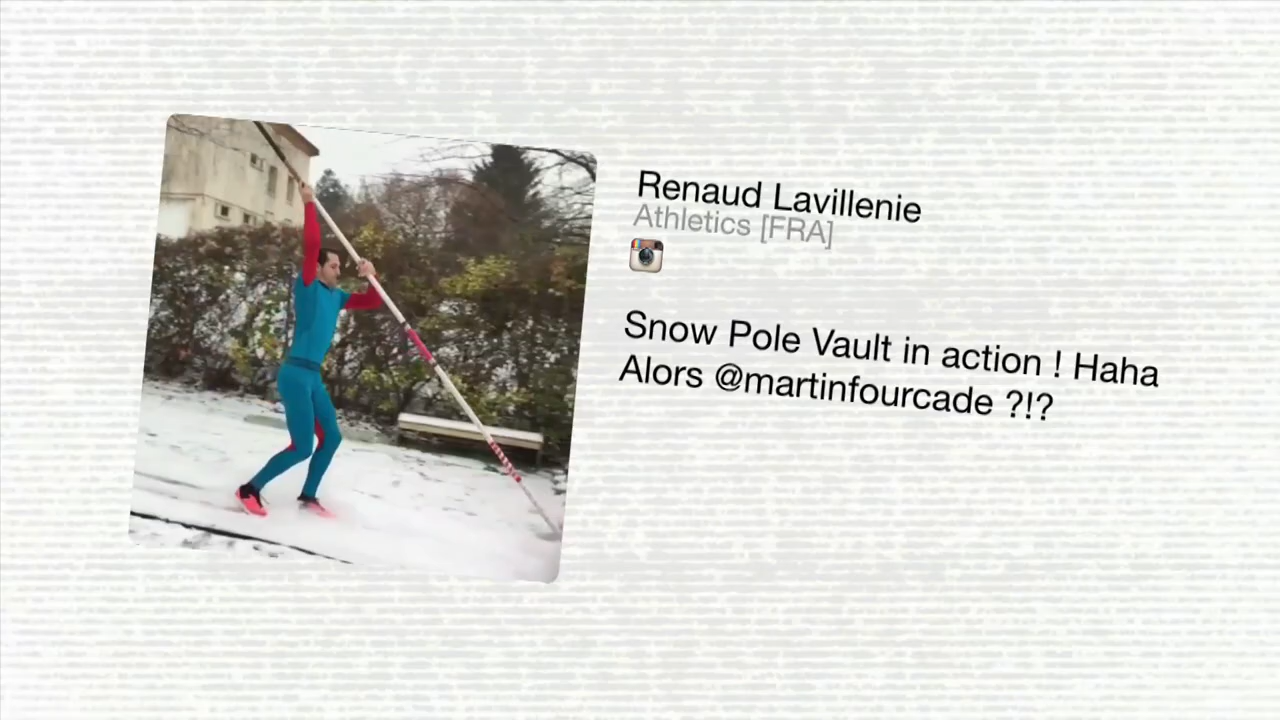 Renaud Lavillenie
Athletics [FRA]
Snow Pole Vault in action ! Haha
Alors @martinfourcade ?!?